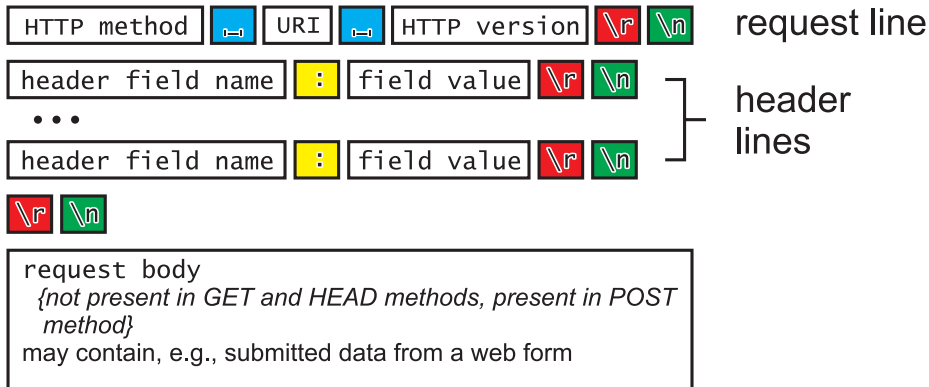 HTTP method ␣ URI ␣ HTTP version \r \n request line
header field name : field value \r \n
...
header field name : field value \r \n
header
lines
\r \n
request body
{not present in GET and HEAD methods, present in POST
method}
may contain, e.g., submitted data from a web form